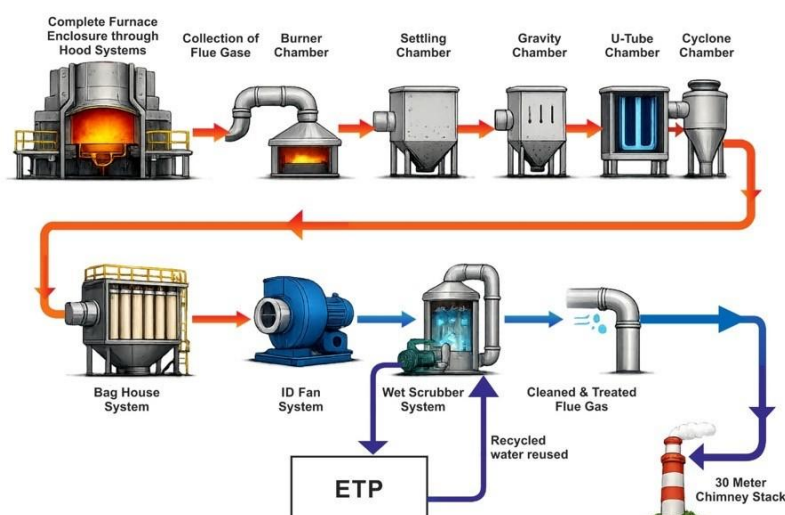 Complete Furnace
Enclosure through
Hood Systems
Collection of
Flue Gase
Burner
Chamber
Settling
Chamber
Gravity
Chamber
U-Tube
Chamber
Cyclone
Chamber
Bag House
System
ID Fan
System
Wet Scrubber
System
Cleaned & Treated
Flue Gas
Recycled
water reused
ETP
30 Meter
Chimney Stack